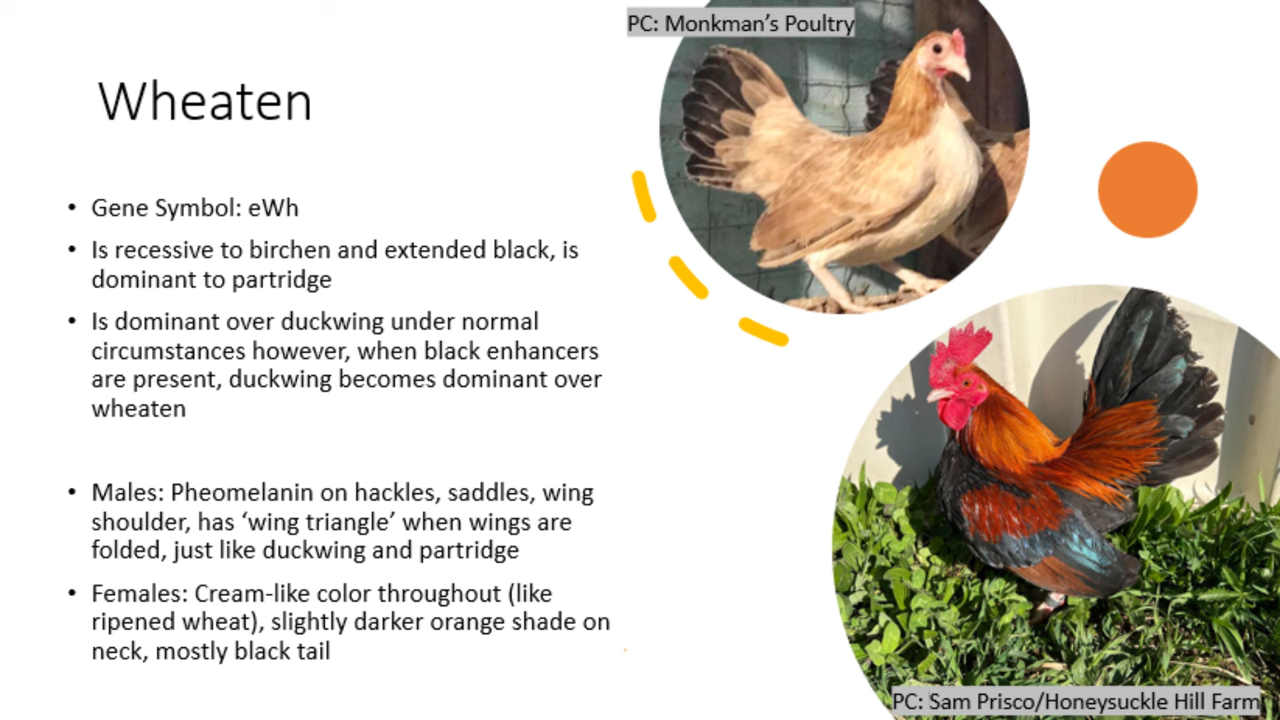 PC: Monkman’s Poultry
Wheaten
• Gene Symbol: eWh
• Is recessive to birchen and extended black, is
dominant to partridge
• Is dominant over duckwing under normal
circumstances however, when black enhancers
are present, duckwing becomes dominant over
wheaten
• Males: Pheomelanin on hackles, saddles, wing
shoulder, has ‘wing triangle’ when wings are
folded, just like duckwing and partridge
• Females: Cream-like color throughout (like
ripened wheat), slightly darker orange shade on
neck, mostly black tail
PC: Sam Prisco/Honeysuckle Hill Farm